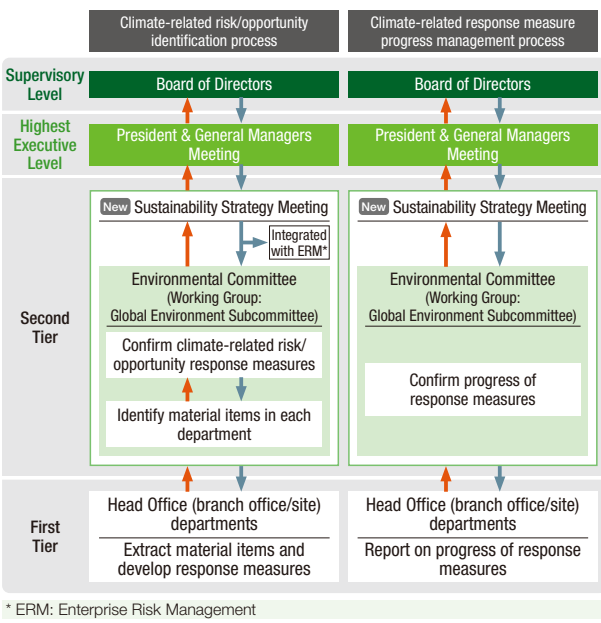 Climate-related risk/opportunity
identification process
Climate-related response measure
progress management process
Supervisory
Level
Board of Directors
Board of Directors
Highest
Executive
Level
President & General Managers
Meeting
President & General Managers
Meeting
Second
Tier
New Sustainability Strategy Meeting
Integrated
with ERM*
Environmental Committee
(Working Group:
Global Environment Subcommittee)
Confirm climate-related risk/
opportunity response measures
Identify material items in each
department
New Sustainability Strategy Meeting
Environmental Committee
(Working Group:
Global Environment Subcommittee)
Confirm progress of
response measures
First
Tier
Head Office (branch office/site)
departments
Extract material items and
develop response measures
Head Office (branch office/site)
departments
Report on progress of response
measures
* ERM: Enterprise Risk Management